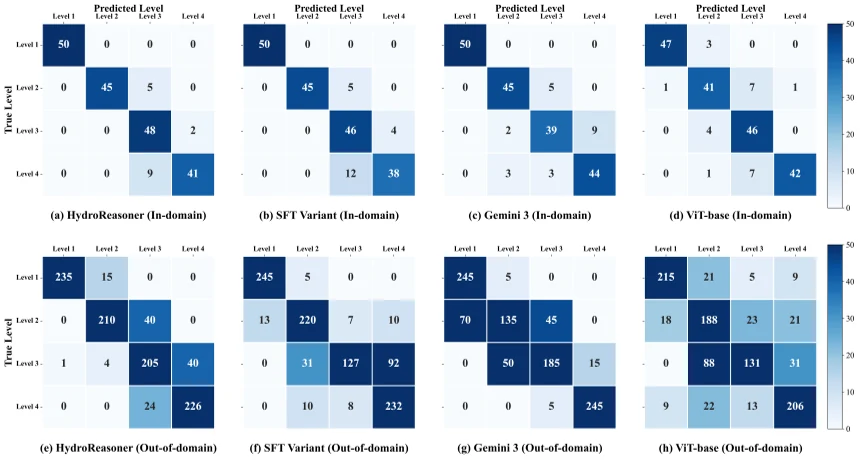 Predicted Level Predicted Level Predicted Level Predicted Level
Level 1 Level 2 Level 3 Level 4 Level 1 Level 2 Level 3 Level 4 Level 1 Level 2 Level 3 Level 4 Level 1 Level 2 Level 3 Level 4
True Level
Level 1 50 0 0 0 50 0 0 0 50 0 0 0 47 3 0 0
Level 2 0 45 5 0 0 45 5 0 0 45 5 0 1 41 7 1
Level 3 0 0 48 2 0 0 46 4 0 2 39 9 0 4 46 0
Level 4 0 0 9 41 0 0 12 38 0 3 3 44 0 1 7 42
50
40
30
20
10
0
(a) HydroReasoner (In-domain) (b) SFT Variant (In-domain) (c) Gemini 3 (In-domain) (d) ViT-base (In-domain)
Level 1 Level 2 Level 3 Level 4 Level 1 Level 2 Level 3 Level 4 Level 1 Level 2 Level 3 Level 4 Level 1 Level 2 Level 3 Level 4
True Level
Level 1 235 15 0 0 245 5 0 0 245 5 0 0 215 21 5 9
Level 2 0 210 40 0 13 220 7 10 70 135 45 0 18 188 23 21
Level 3 1 4 205 40 0 31 127 92 0 50 185 15 0 88 131 31
Level 4 0 0 24 226 0 10 8 232 0 0 5 245 9 22 13 206
50
40
30
20
10
0
(e) HydroReasoner (Out-of-domain) (f) SFT Variant (Out-of-domain) (g) Gemini 3 (Out-of-domain) (h) ViT-base (Out-of-domain)